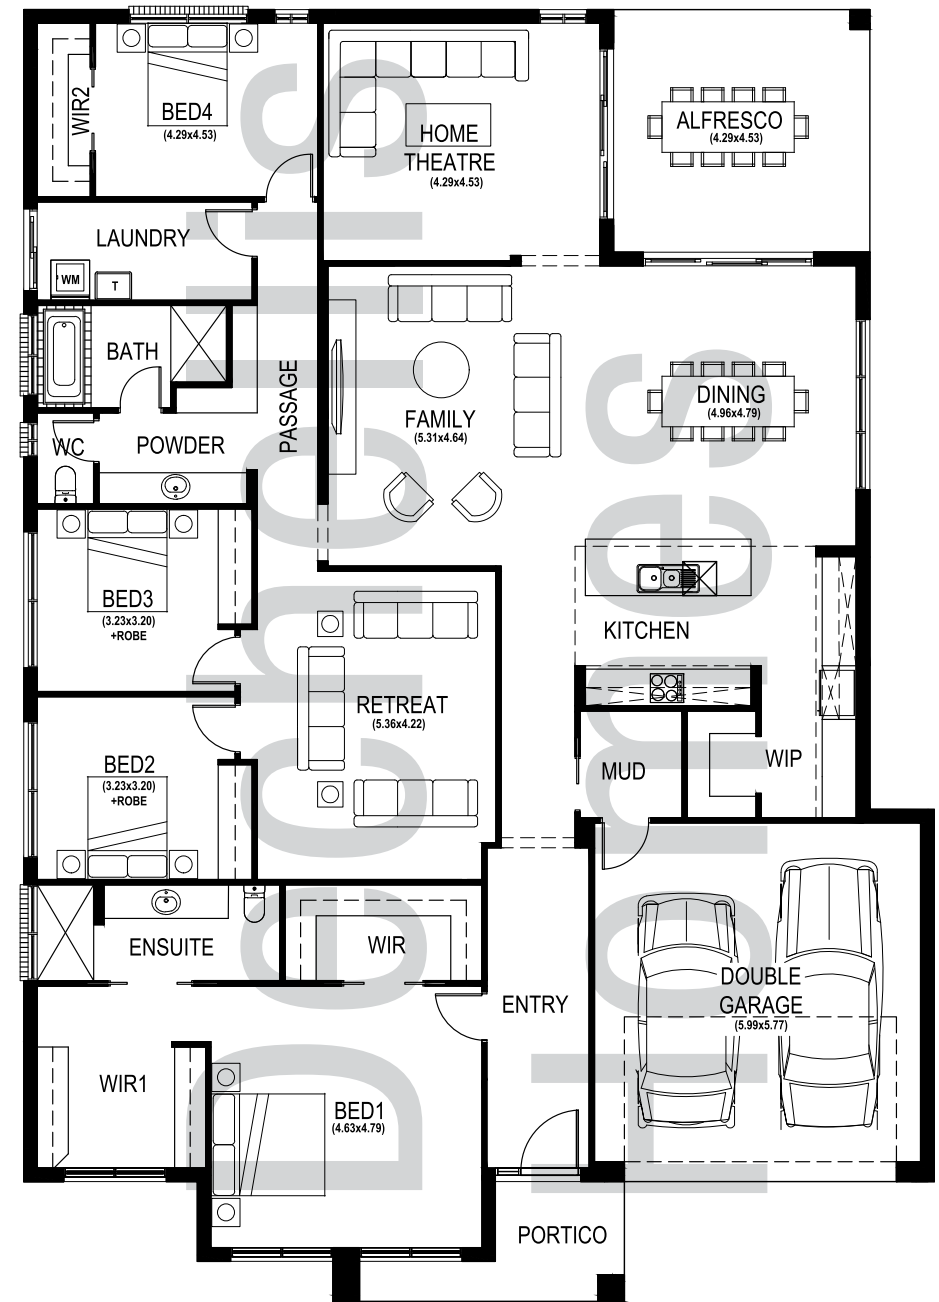 WIR2
BED4
(4.29x4.53)
HOME
THEATRE
(4.29x4.53)
ALFRESCO
(4.29x4.53)
LAUNDRY
WM
T
BATH
PASSAGE
FAMILY
(5.31x4.64)
DINING
(4.96x4.79)
WC
POWDER
BED3
(3.23x3.20)
+ROBE
KITCHEN
RETREAT
(5.36x4.22)
BED2
(3.23x3.20)
+ROBE
MUD
WIP
ENSUITE
WIR
ENTRY
DOUBLE
GARAGE
(5.99x5.77)
WIR1
BED1
(4.63x4.79)
PORTICO
Homes